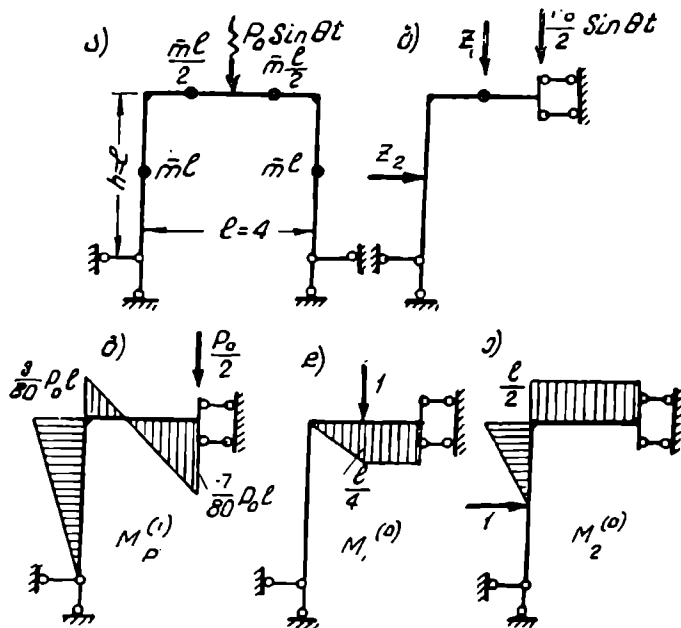 а)
P₀ Sin θt
m̄l/2
m̄ l/2
h=l
m̄l
m̄l
l=4
б)
Z₁
P₀/2 Sin θt
Z₂
в)
P₀/2
/80 P₀l
7/80 P₀l
M_P^(1)
е)
1
l/4
M₁^(0)
l/2
1
M₂^(0)